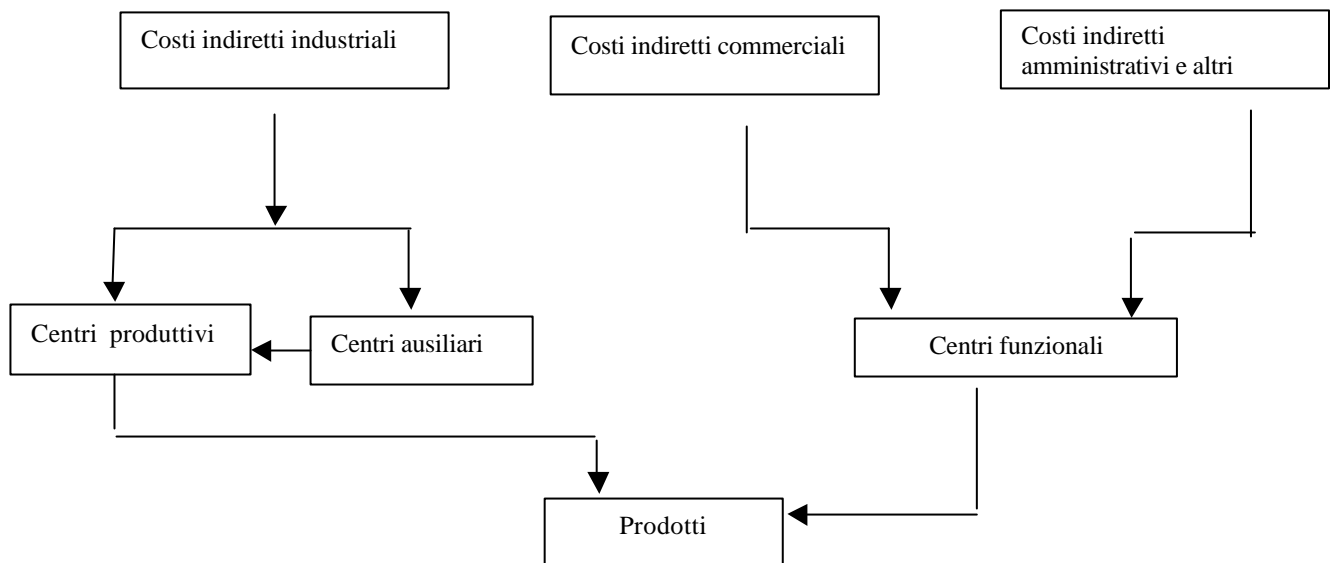 Costi indiretti industriali
Costi indiretti commerciali
Costi indiretti
amministrativi e altri
Centri produttivi
Centri ausiliari
Centri funzionali
Prodotti